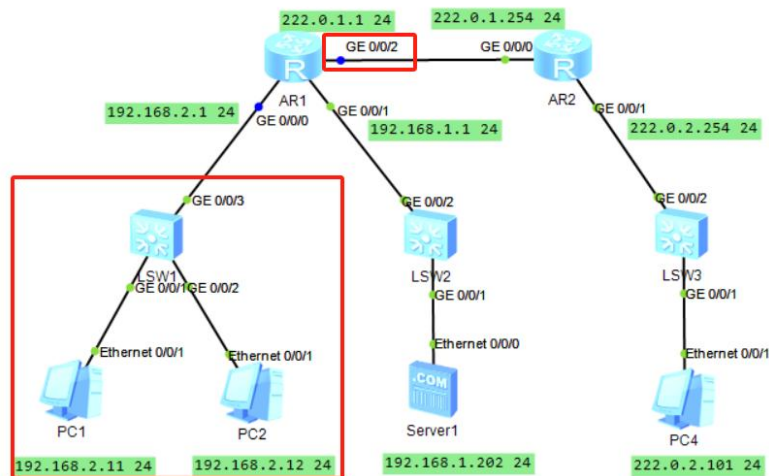 222.0.1.1 24
222.0.1.254 24
GE 0/0/2
GE 0/0/0
R
R
AR1
AR2
192.168.2.1 24
GE 0/0/0
GE 0/0/1
GE 0/0/1
192.168.1.1 24
222.0.2.254 24
GE 0/0/3
GE 0/0/2
GE 0/0/2
LSW1
LSW2
LSW3
GE 0/0/1
GE 0/0/2
GE 0/0/1
GE 0/0/1
Ethernet 0/0/1
Ethernet 0/0/1
Ethernet 0/0/0
Ethernet 0/0/1
.COM
PC1
PC2
Server1
PC4
192.168.2.11 24
192.168.2.12 24
192.168.1.202 24
222.0.2.101 24